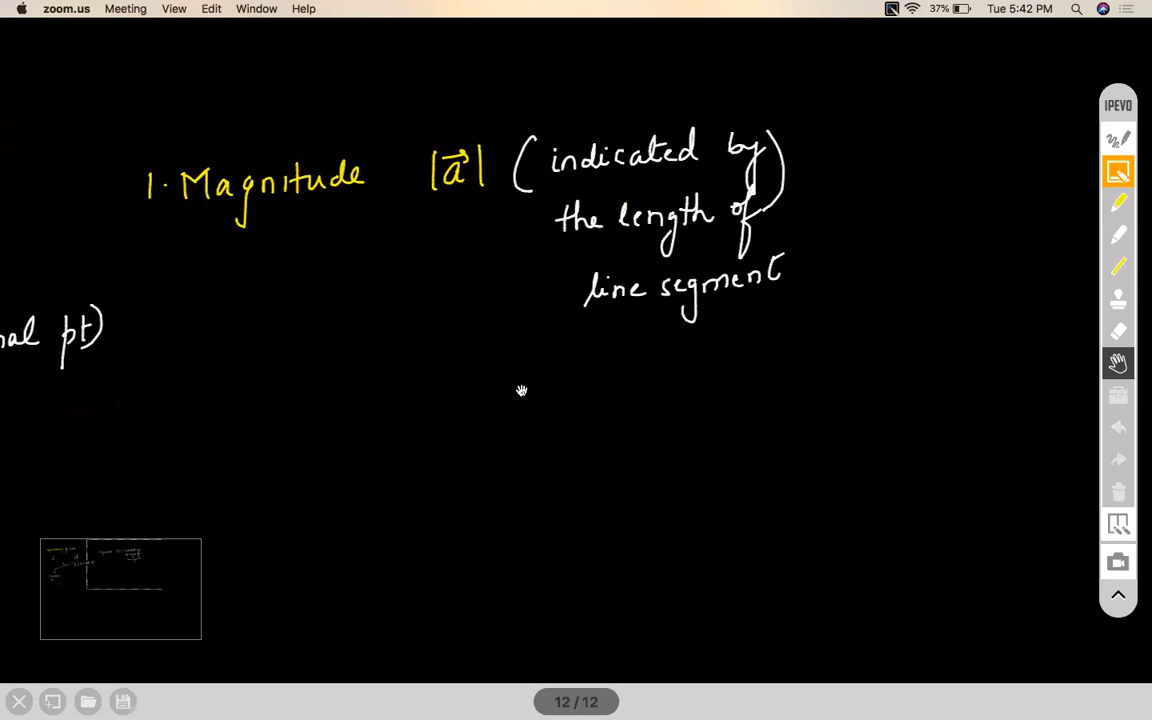 zoom.us Meeting View Edit Window Help 37% Tue 5:42 PM
IPEVO
1. Magnitude |a⃗| (indicated by
the length of)
line segment
nal pt)
12 / 12